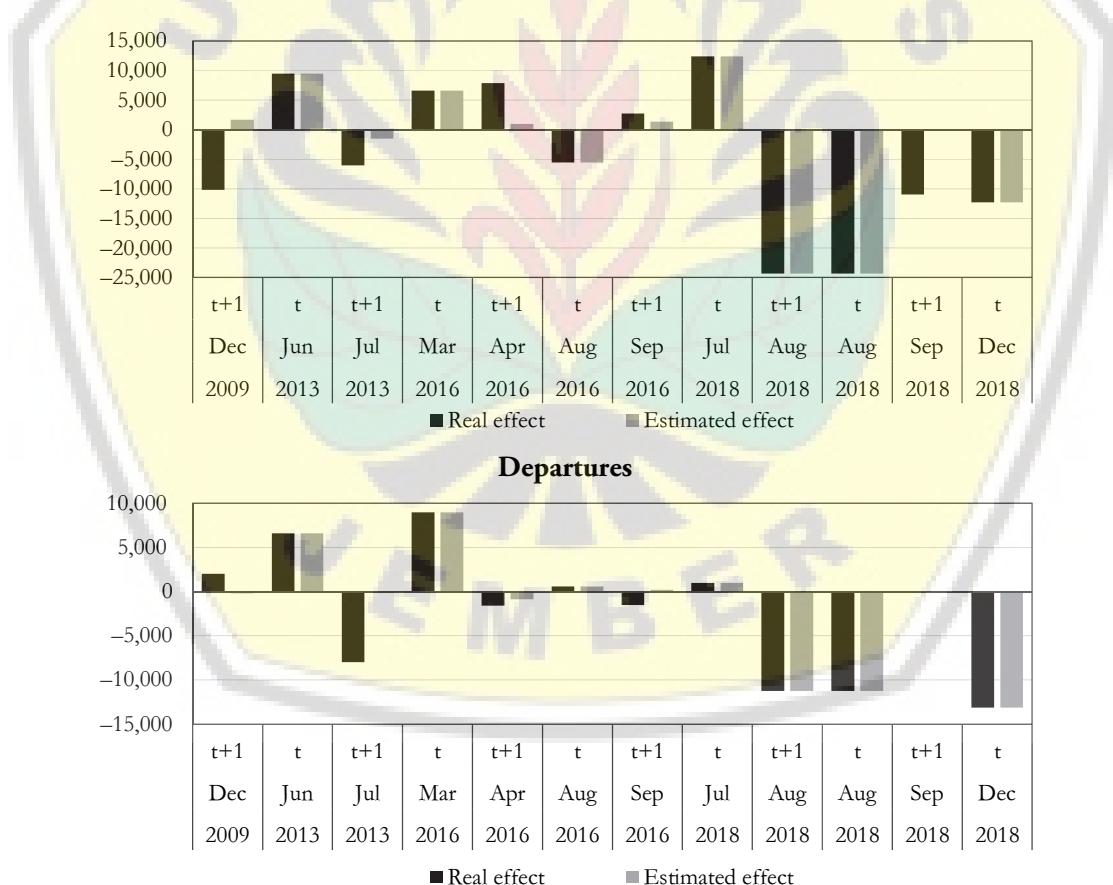 15,000
10,000
5,000
0
–5,000
–10,000
–15,000
–20,000
–25,000
t+1 t t+1 t t+1 t t+1 t t+1 t t+1 t
Dec Jun Jul Mar Apr Aug Sep Jul Aug Aug Sep Dec
2009 2013 2013 2016 2016 2016 2016 2018 2018 2018 2018 2018
Real effect Estimated effect
Departures
10,000
5,000
0
–5,000
–10,000
–15,000
t+1 t t+1 t t+1 t t+1 t t+1 t t+1 t
Dec Jun Jul Mar Apr Aug Sep Jul Aug Aug Sep Dec
2009 2013 2013 2016 2016 2016 2016 2018 2018 2018 2018 2018
Real effect Estimated effect
JEMBER